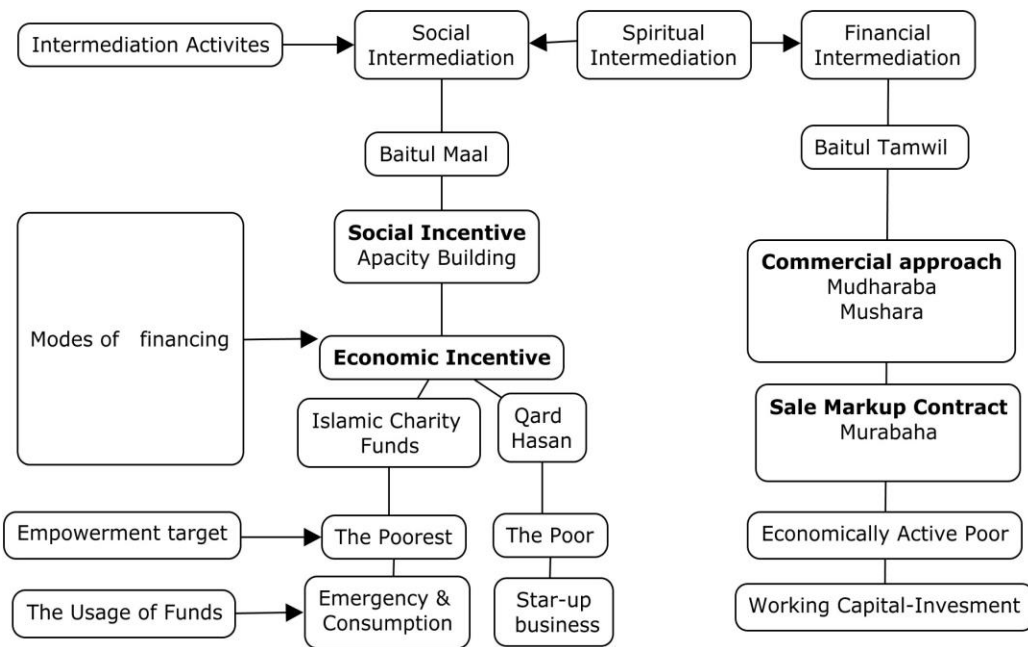 Intermediation Activites
Social
Intermediation
Spiritual
Intermediation
Financial
Intermediation
Baitul Maal
Baitul Tamwil
Social Incentive
Apacity Building
Commercial approach
Mudharaba
Mushara
Modes of financing
Economic Incentive
Sale Markup Contract
Murabaha
Islamic Charity
Funds
Qard
Hasan
Empowerment target
The Poorest
The Poor
Economically Active Poor
The Usage of Funds
Emergency &
Consumption
Star-up
business
Working Capital-Invesment